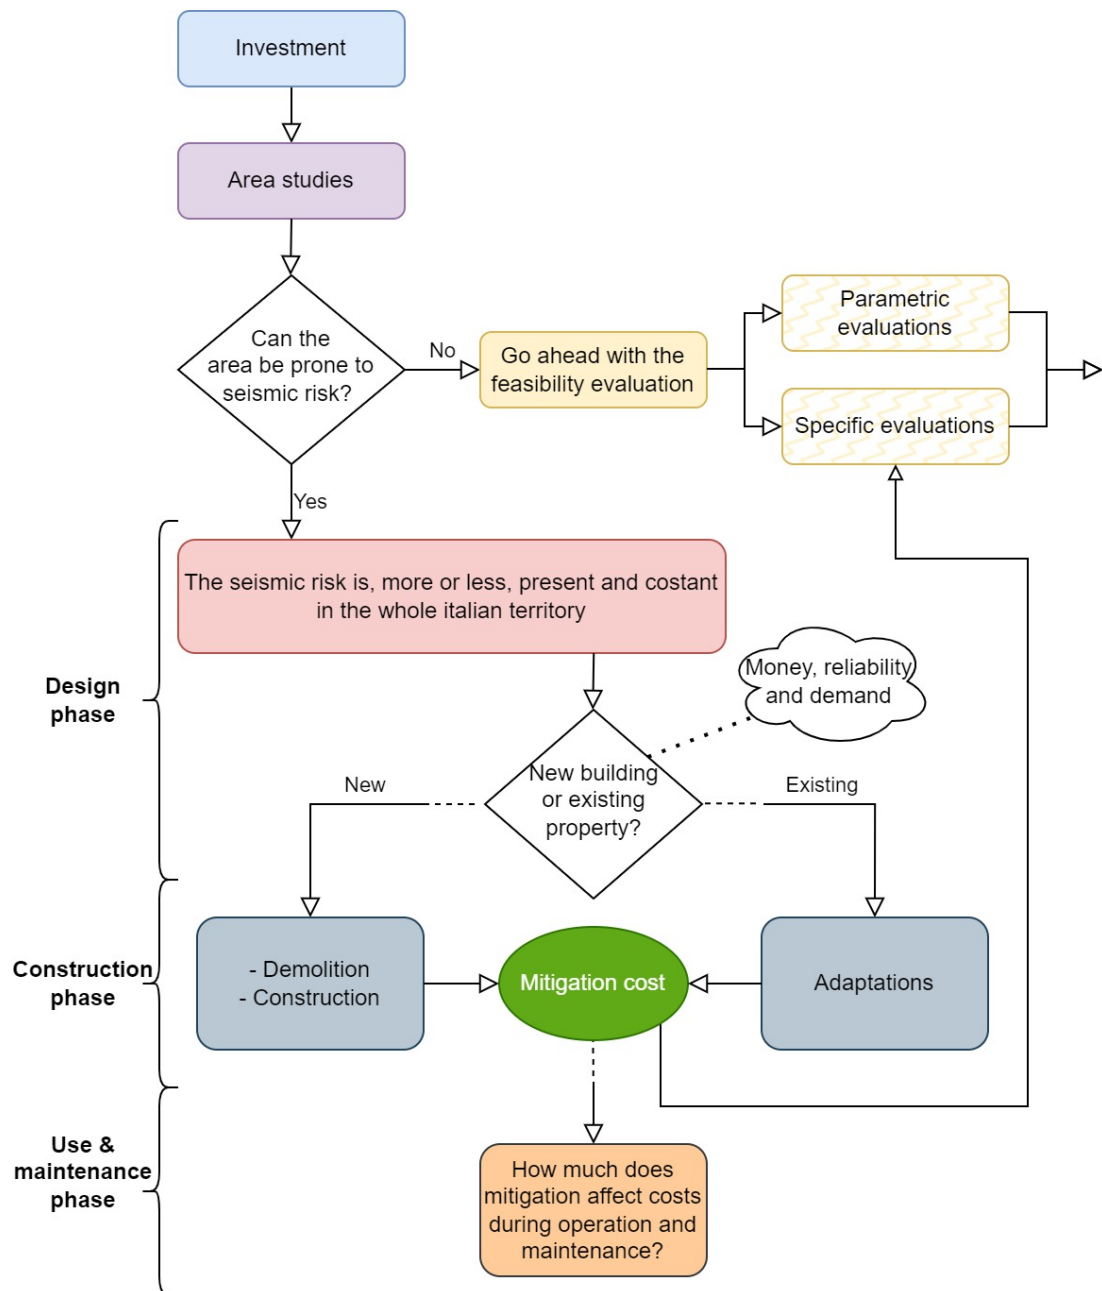 Investment
Area studies
Can the
area be prone to
seismic risk?
No
Go ahead with the
feasibility evaluation
Parametric
evaluations
Specific evaluations
Yes
The seismic risk is, more or less, present and costant
in the whole italian territory
Design
phase
Money, reliability
and demand
New building
or existing
property?
New
Existing
Construction
phase
- Demolition
- Construction
Mitigation cost
Adaptations
Use &
maintenance
phase
How much does
mitigation affect costs
during operation and
maintenance?